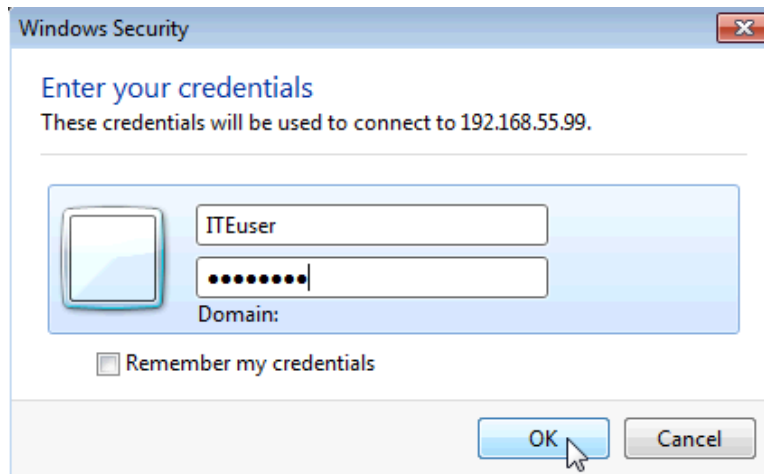 Windows Security
Enter your credentials
These credentials will be used to connect to 192.168.55.99.
ITEuser
●●●●●●●●
Domain:
Remember my credentials
OK
Cancel